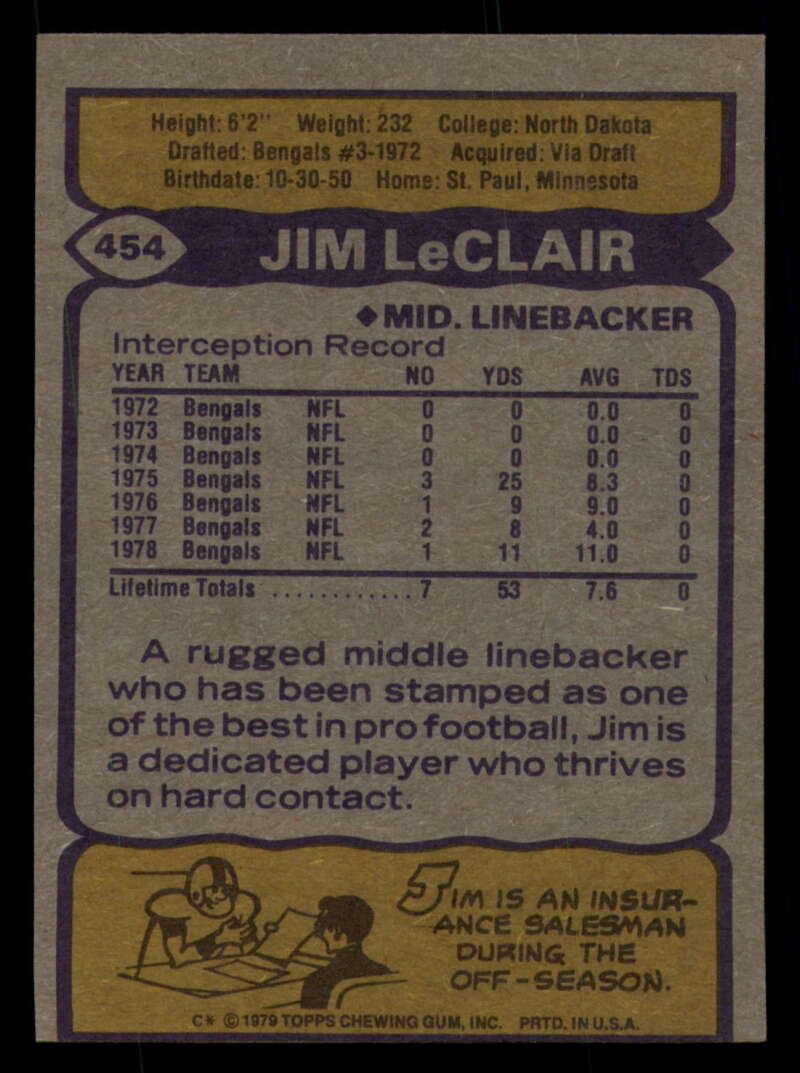 Height: 6'2" Weight: 232 College: North Dakota
Drafted: Bengals #3-1972 Acquired: Via Draft
Birthdate: 10-30-50 Home: St. Paul, Minnesota
454 JIM LeCLAIR
◆MID. LINEBACKER
Interception Record
YEAR TEAM NO YDS AVG TDS
1972 Bengals NFL 0 0 0.0 0
1973 Bengals NFL 0 0 0.0 0
1974 Bengals NFL 0 0 0.0 0
1975 Bengals NFL 3 25 8.3 0
1976 Bengals NFL 1 9 9.0 0
1977 Bengals NFL 2 8 4.0 0
1978 Bengals NFL 1 11 11.0 0
Lifetime Totals ............ 7 53 7.6 0
A rugged middle linebacker
who has been stamped as one
of the best in pro football, Jim is
a dedicated player who thrives
on hard contact.
JIM IS AN INSUR-
ANCE SALESMAN
DURING THE
OFF-SEASON.
C* ©1979 TOPPS CHEWING GUM, INC. PRTD. IN U.S.A.